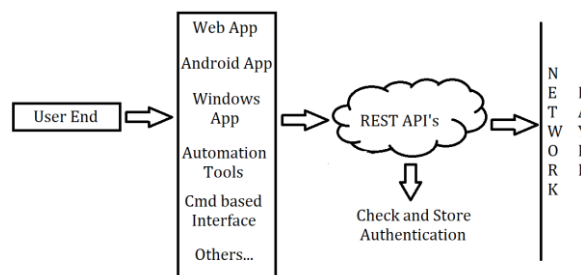 User End
Web App
Android App
Windows
App
Automation
Tools
Cmd based
Interface
Others...
REST API's
Check and Store
Authentication
NETWORK